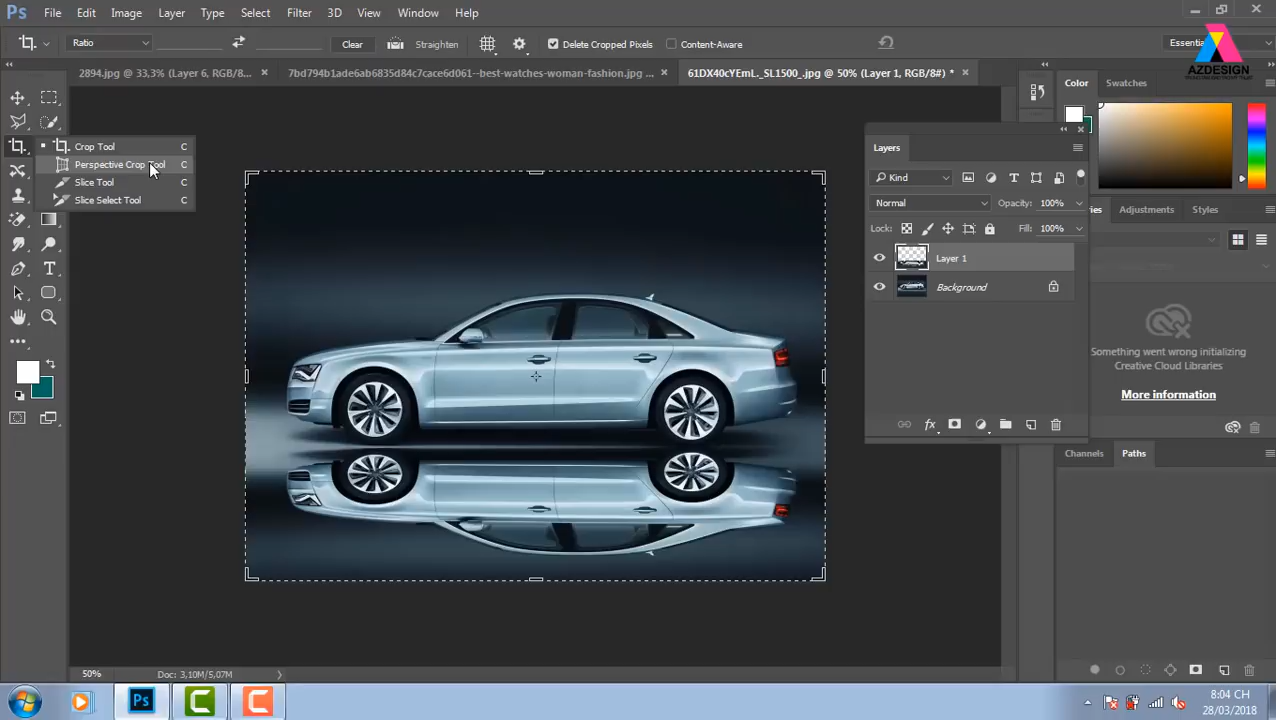 Ps File Edit Image Layer Type Select Filter 3D View Window Help
Ratio Clear Straighten Delete Cropped Pixels Content-Aware Essentia
AZDESIGN
2894.jpg @ 33,3% (Layer 6, RGB/8... × 7bd794b1ade6ab6835d84c7cace6d061--best-watches-woman-fashion.jpg ... × 61DX40cYEmL._SL1500_.jpg @ 50% (Layer 1, RGB/8#) * ×
Color Swatches
Crop Tool C
Perspective Crop Tool C
Slice Tool C
Slice Select Tool C
Layers
Kind
Normal Opacity: 100%
Lock: Fill: 100%
Layer 1
Background
ries Adjustments Styles
Something went wrong initializing
Creative Cloud Libraries
More information
Channels Paths
50% Doc: 3,10M/5,07M
Ps
8:04 CH
28/03/2018